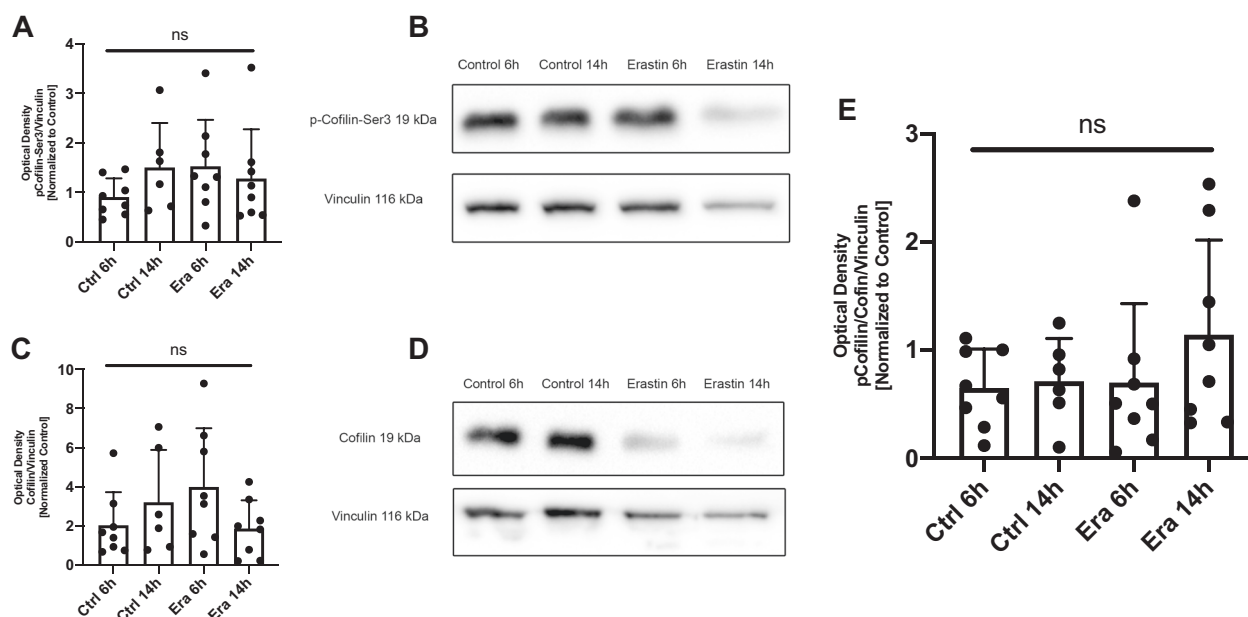 A
ns
Optical Density
pCofilin-Ser3/Vinculin
[Normalized to Control]
4
3
2
1
0
Ctrl 6h
Ctrl 14h
Era 6h
Era 14h
B
Control 6h
Control 14h
Erastin 6h
Erastin 14h
p-Cofilin-Ser3 19 kDa
Vinculin 116 kDa
C
ns
Optical Density
Cofilin/Vinculin
[Normalized Control]
10
8
6
4
2
0
Ctrl 6h
Ctrl 14h
Era 6h
Era 14h
D
Control 6h
Control 14h
Erastin 6h
Erastin 14h
Cofilin 19 kDa
Vinculin 116 kDa
E
ns
Optical Density
pCofilin/Cofin/Vinculin
[Normalized to Control]
3
2
1
0
Ctrl 6h
Ctrl 14h
Era 6h
Era 14h